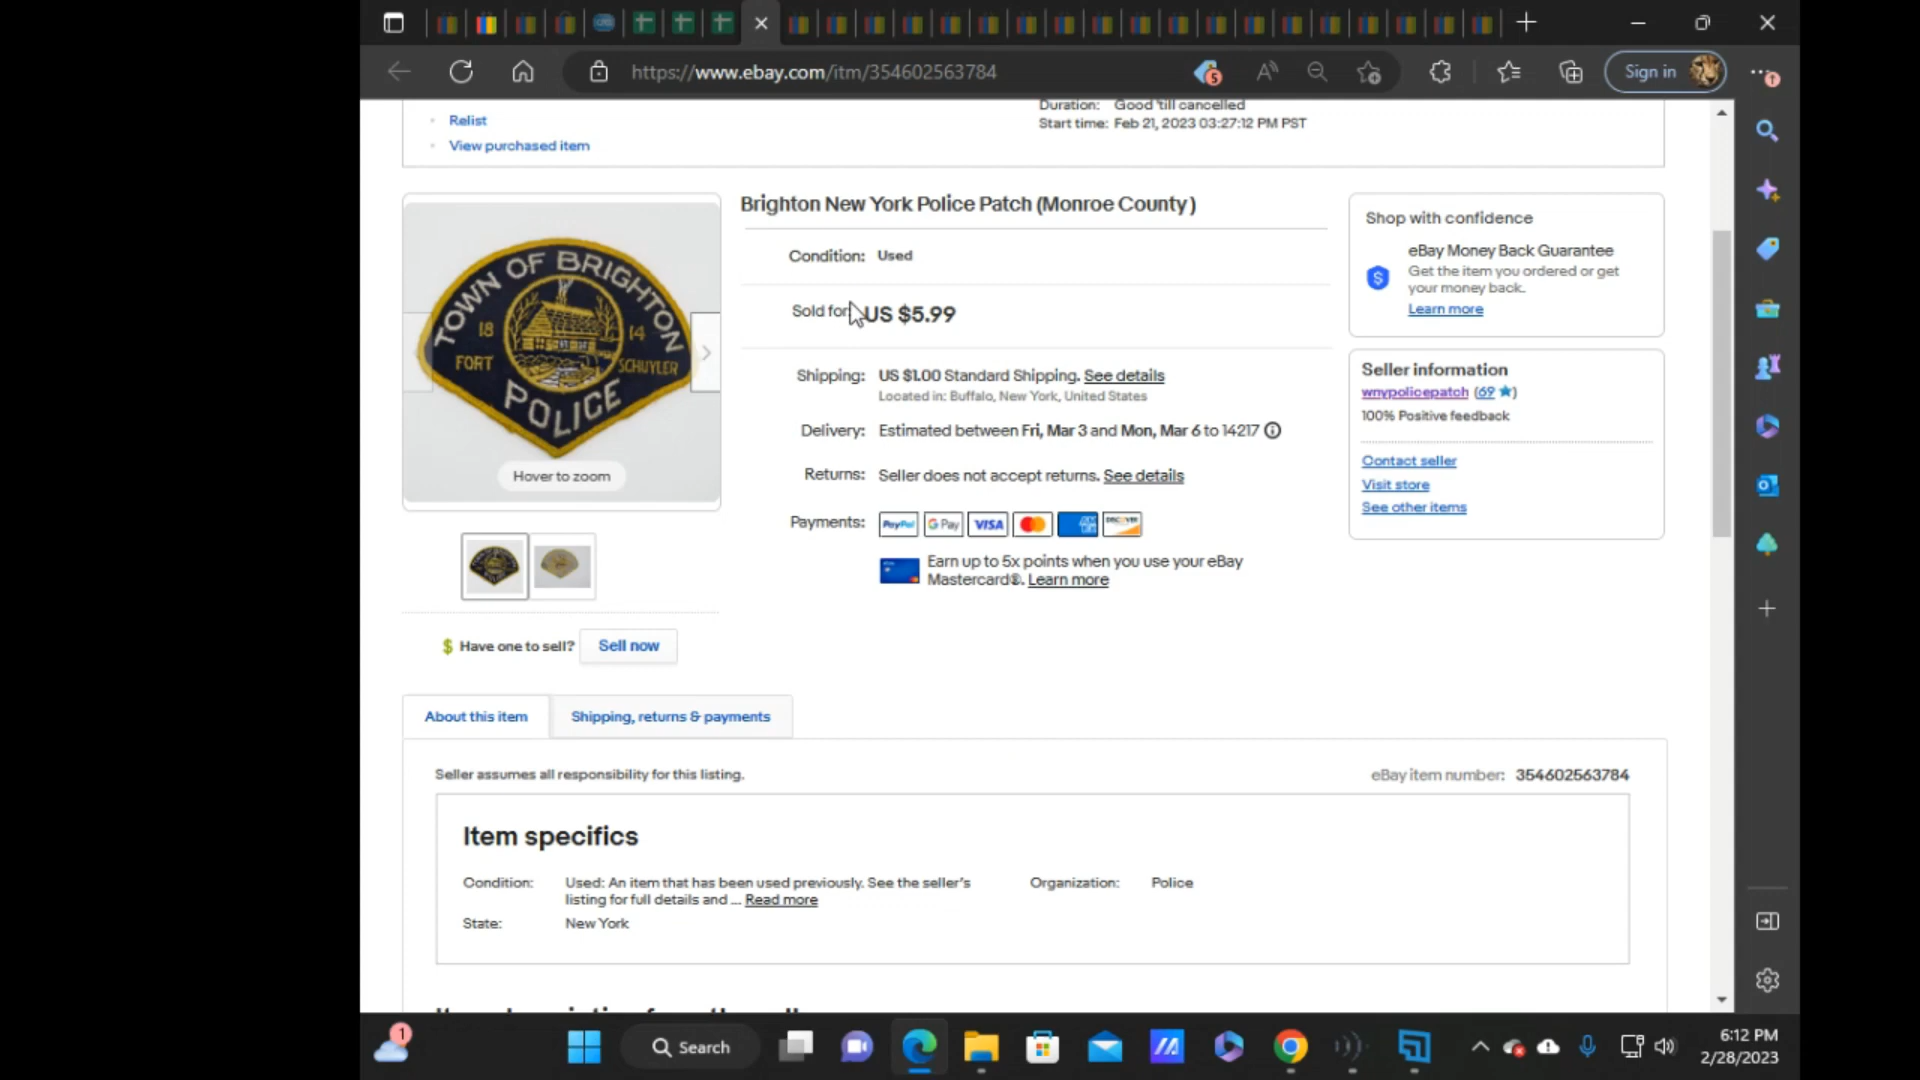 https://www.ebay.com/itm/354602563784
5
Sign in
Relist
Duration: Good 'till cancelled
Start time: Feb 21, 2023 03:27:12 PM PST
View purchased item
Brighton New York Police Patch (Monroe County )
Condition: Used
Sold for: US $5.99
Shipping: US $1.00 Standard Shipping. See details
Located in: Buffalo, New York, United States
Delivery: Estimated between Fri, Mar 3 and Mon, Mar 6 to 14217
Returns: Seller does not accept returns. See details
Payments: PayPal G Pay VISA DISCOVER
Earn up to 5x points when you use your eBay
Mastercard®. Learn more
TOWN OF BRIGHTON
18 14
FORT SCHUYLER
POLICE
Hover to zoom
Shop with confidence
eBay Money Back Guarantee
Get the item you ordered or get
your money back.
Learn more
Seller information
wnypolicepatch (69)
100% Positive feedback
Contact seller
Visit store
See other items
$ Have one to sell? Sell now
About this item
Shipping, returns & payments
Seller assumes all responsibility for this listing.
eBay item number: 354602563784
Item specifics
Condition: Used: An item that has been used previously. See the seller's
listing for full details and ... Read more
Organization: Police
State: New York
1
Search
6:12 PM
2/28/2023